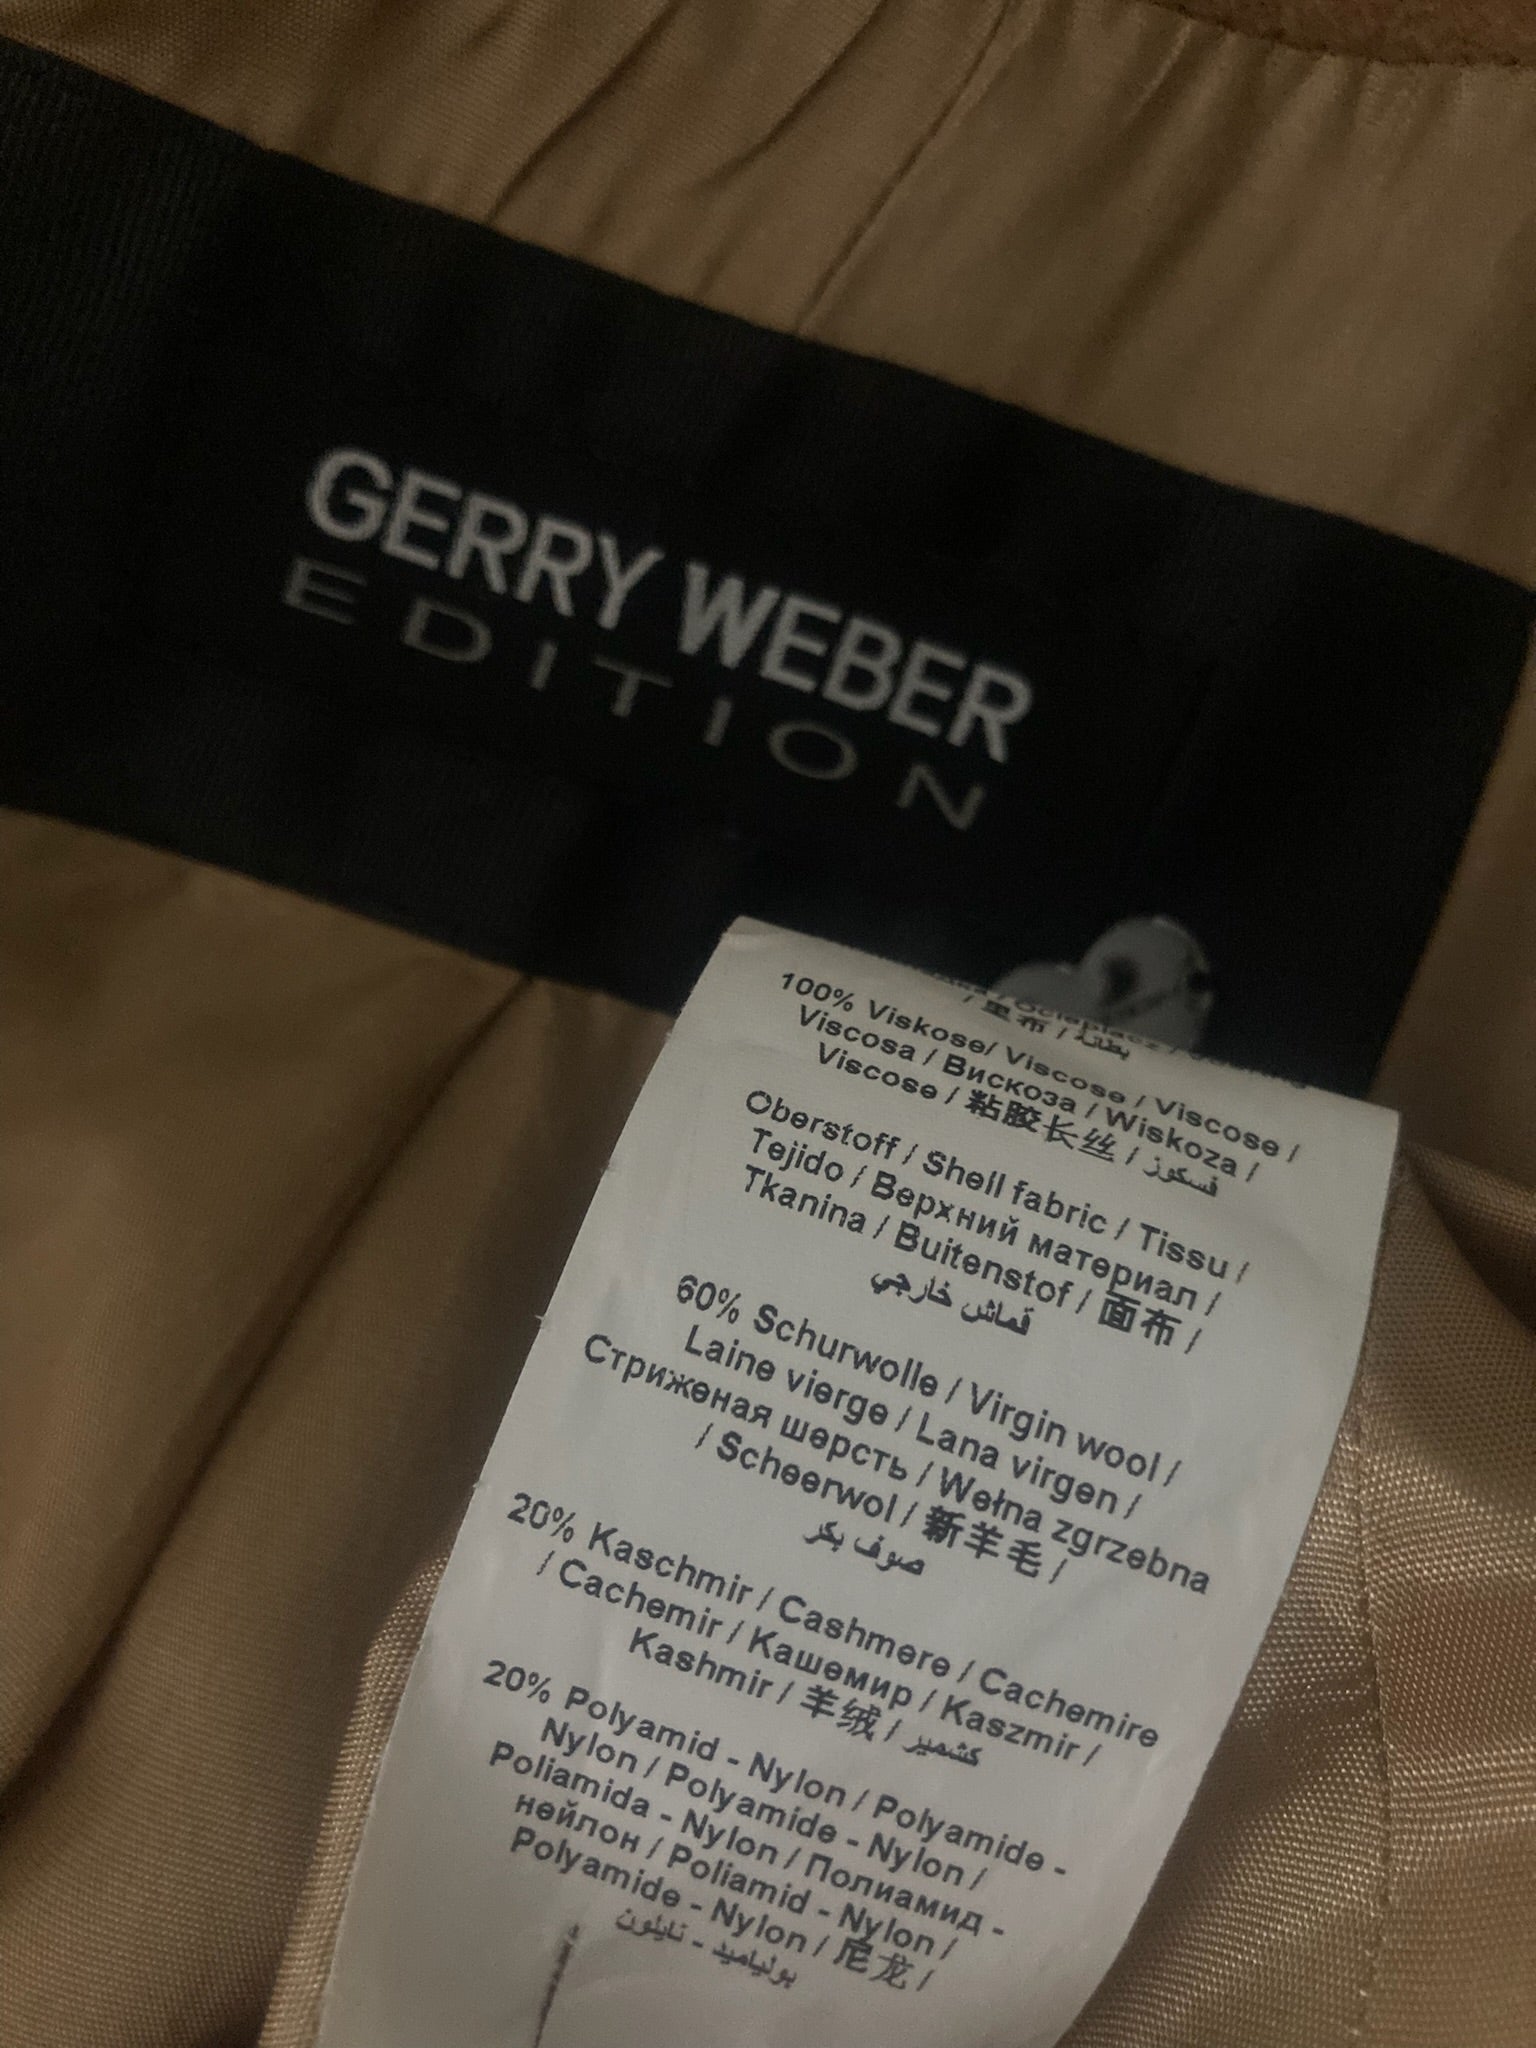 GERRY WEBER
EDITION
/ 里布 / بطانة
100% Viskose/ Viscose / Viscose /
Viscosa / Вискоза / Wiskoza /
Viscose / 粘胶长丝 / فسكوز
Oberstoff / Shell fabric / Tissu /
Tejido / Верхний материал /
Tkanina / Buitenstof / 面布 /
قماش خارجي
60% Schurwolle / Virgin wool /
Laine vierge / Lana virgen /
Стриженая шерсть / Wełna zgrzebna
/ Scheerwol / 新羊毛 /
صوف بكر
20% Kaschmir / Cashmere / Cachemire
/ Cachemir / Кашемир / Kaszmir /
Kashmir / 羊绒 / كشمير
20% Polyamid - Nylon / Polyamide -
Nylon / Polyamide - Nylon /
Poliamida - Nylon / Полиамид -
нейлон / Poliamid - Nylon /
Polyamide - Nylon / 尼龙 /
بولياميد - نايلون